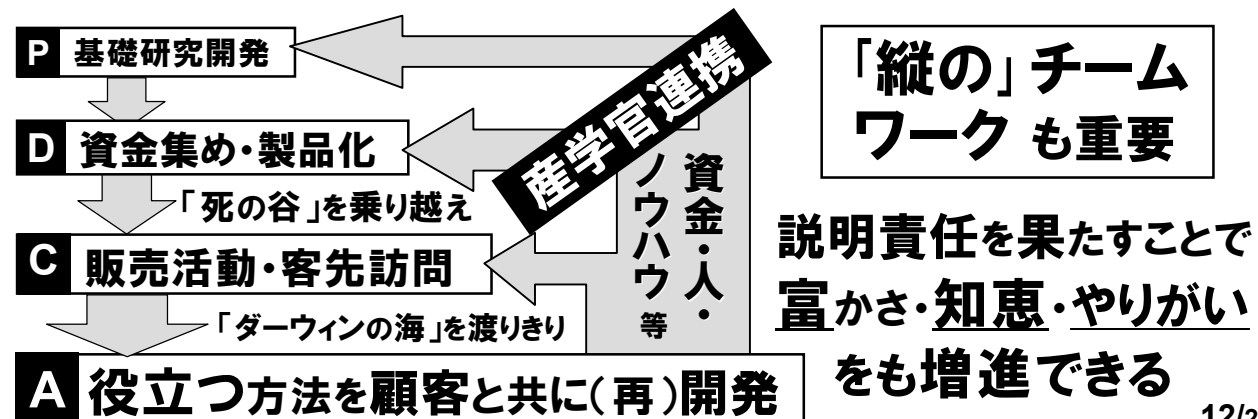 P 基礎研究開発
D 資金集め・製品化
「死の谷」を乗り越え
C 販売活動・客先訪問
「ダーウィンの海」を渡りきり
A 役立つ方法を顧客と共に(再)開発
産学官連携
資金・人・
ノウハウ 等
「縦の」チーム
ワーク も重要
説明責任を果たすことで
富かさ・知恵・やりがい
をも増進できる
12/2